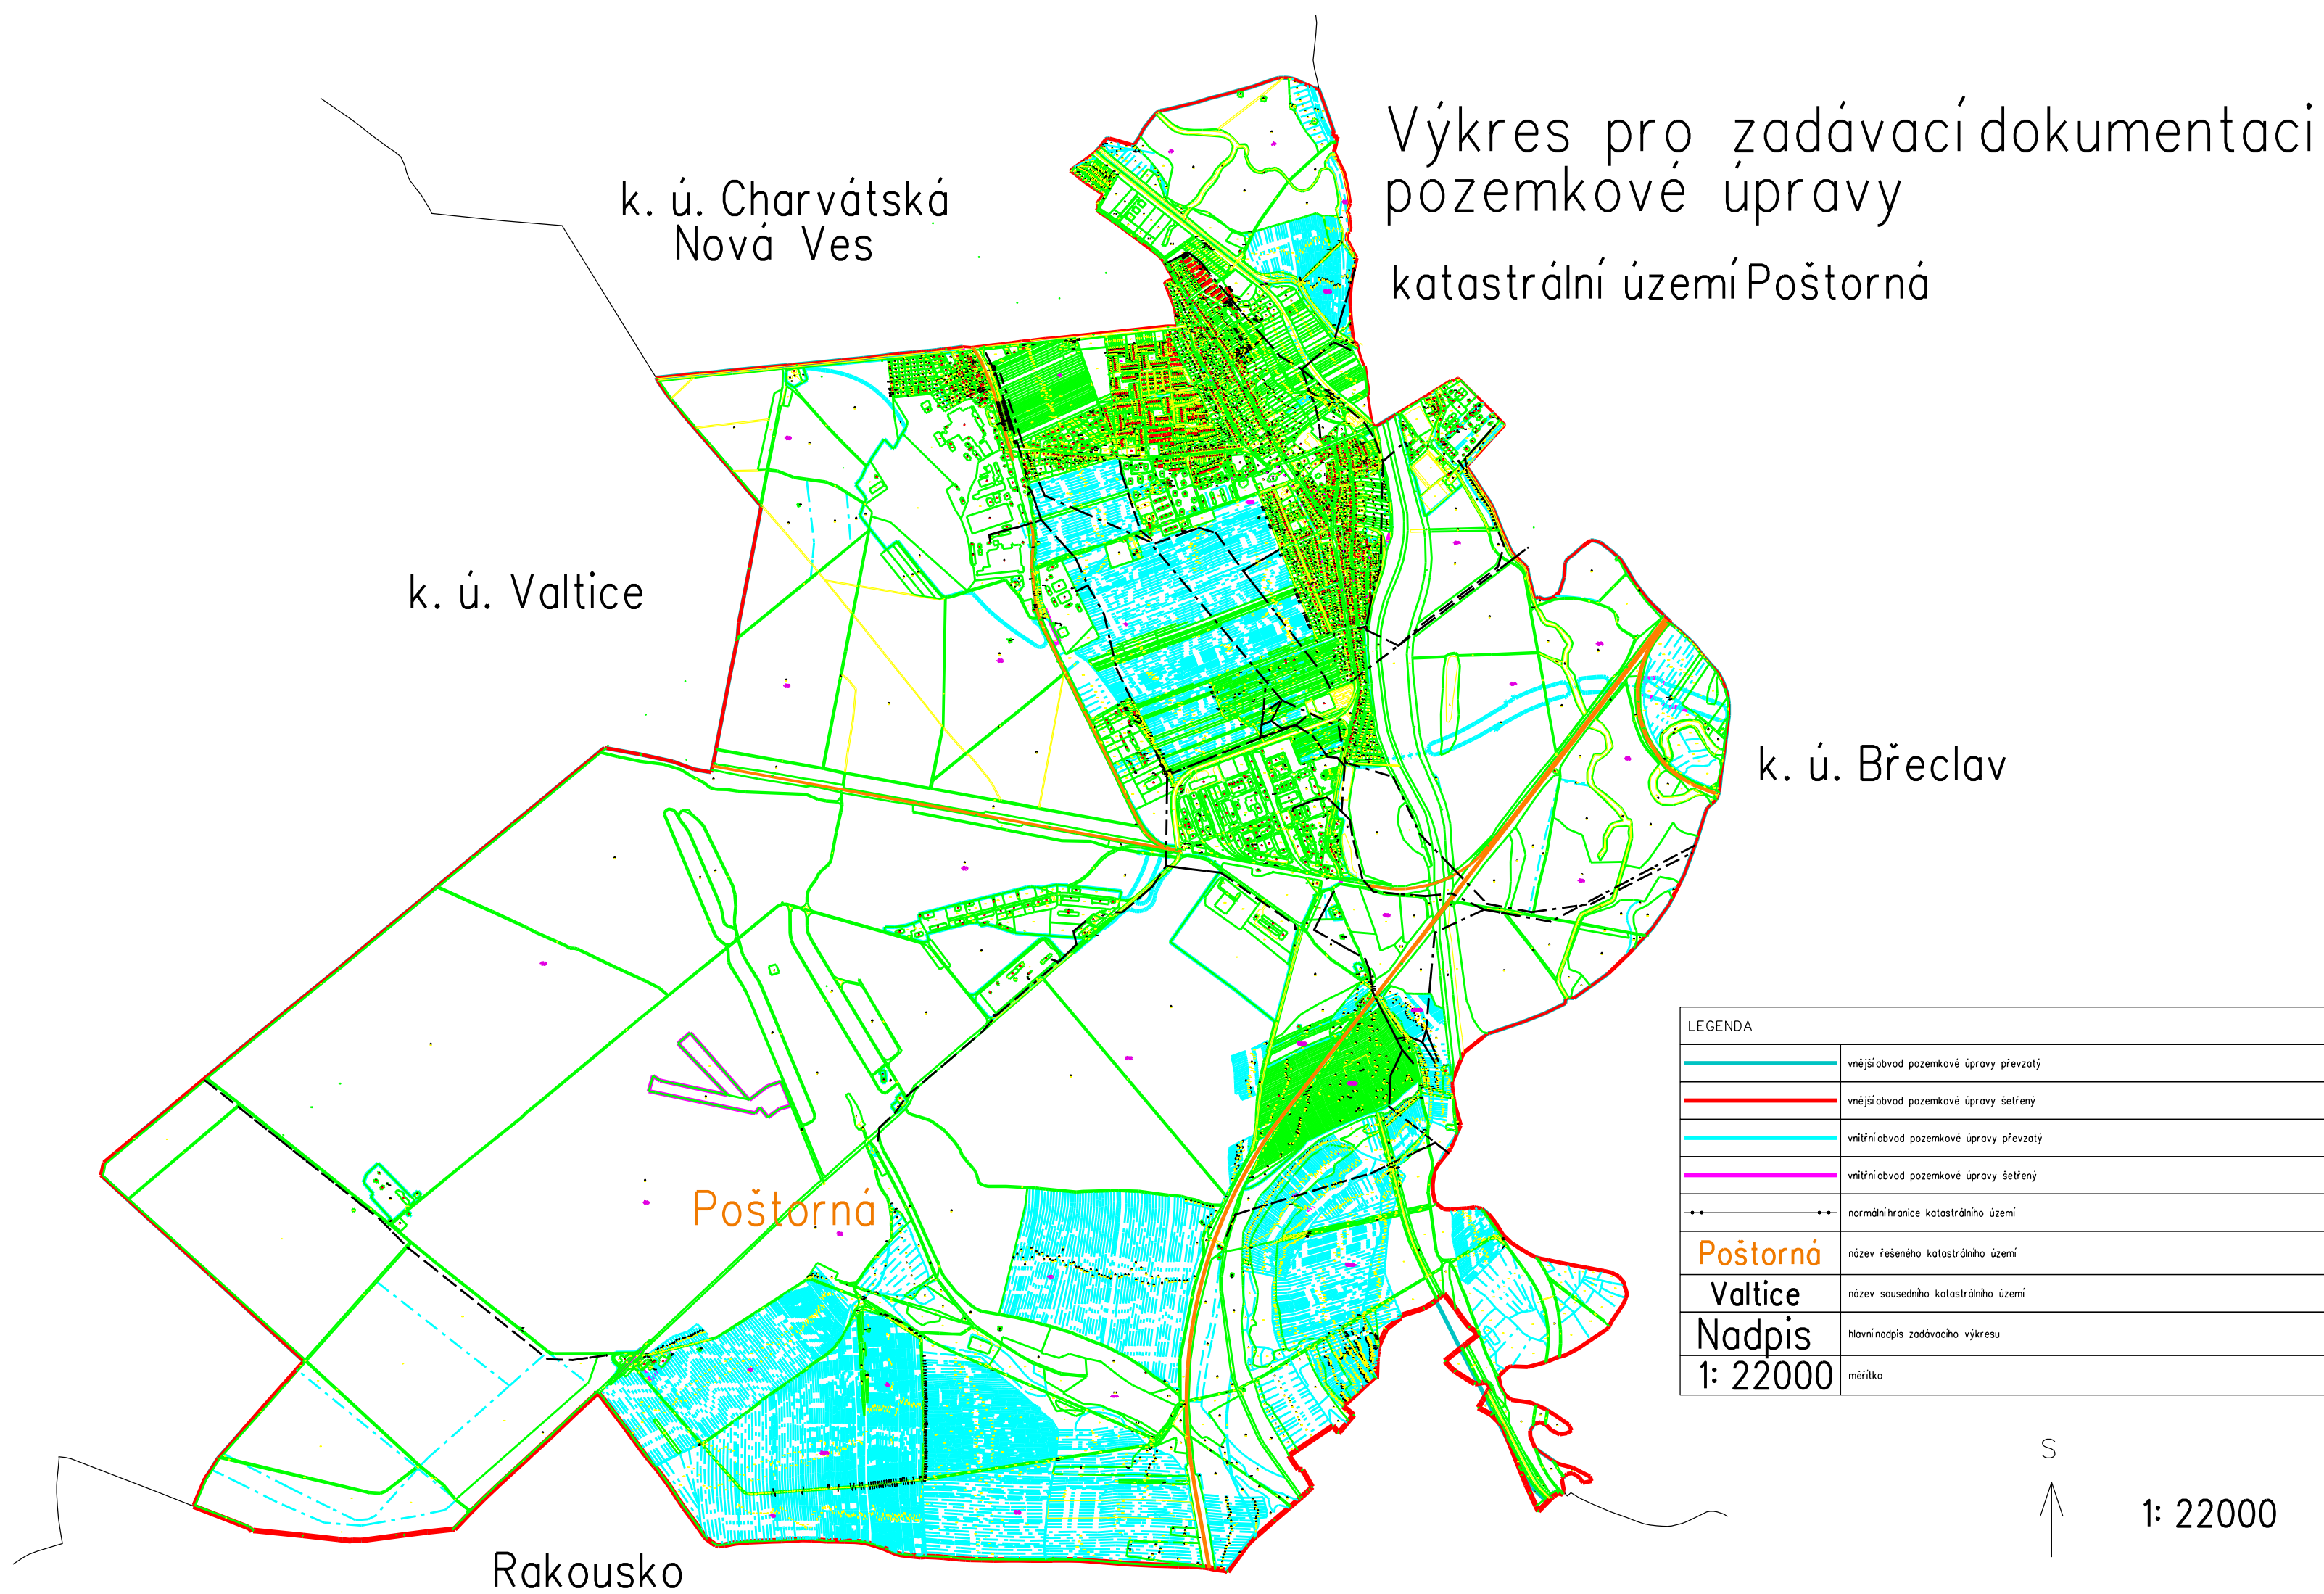 Výkres pro zadávací dokumentaci
pozemkové úpravy
katastrální území Poštorná
k. ú. Charvátská
Nová Ves
k. ú. Valtice
k. ú. Břeclav
Poštorná
Rakousko
LEGENDA
vnější obvod pozemkové úpravy převzatý
vnější obvod pozemkové úpravy šetřený
vnitřní obvod pozemkové úpravy převzatý
vnitřní obvod pozemkové úpravy šetřený
normální hranice katastrálního území
Poštorná název řešeného katastrálního území
Valtice název sousedního katastrálního území
Nadpis hlavní nadpis zadávacího výkresu
1: 22000 měřítko
S
1: 22000